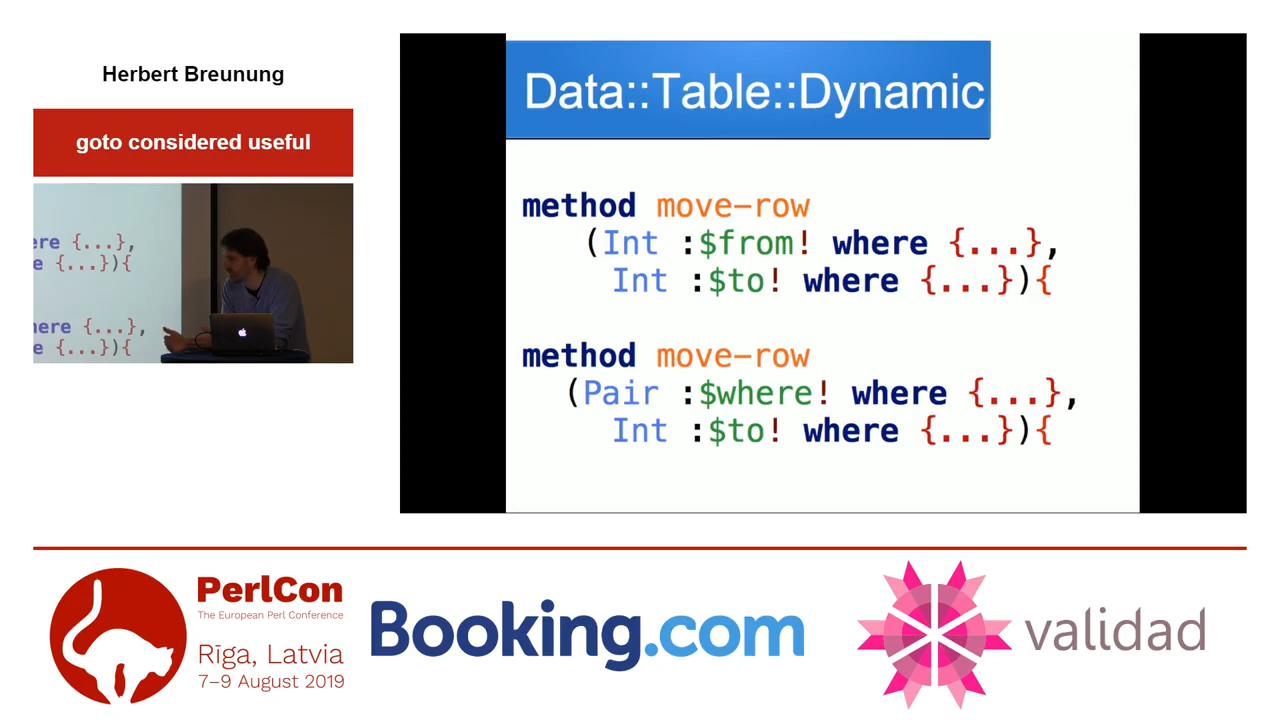 Herbert Breunung
goto considered useful
ere {...},
e {...}){
here {...},
e {...}){
Data::Table::Dynamic
method move-row
(Int :$from! where {...},
Int :$to! where {...}){
method move-row
(Pair :$where! where {...},
Int :$to! where {...}){
PerlCon
The European Perl Conference
Rīga, Latvia
7–9 August 2019
Booking.com
validad